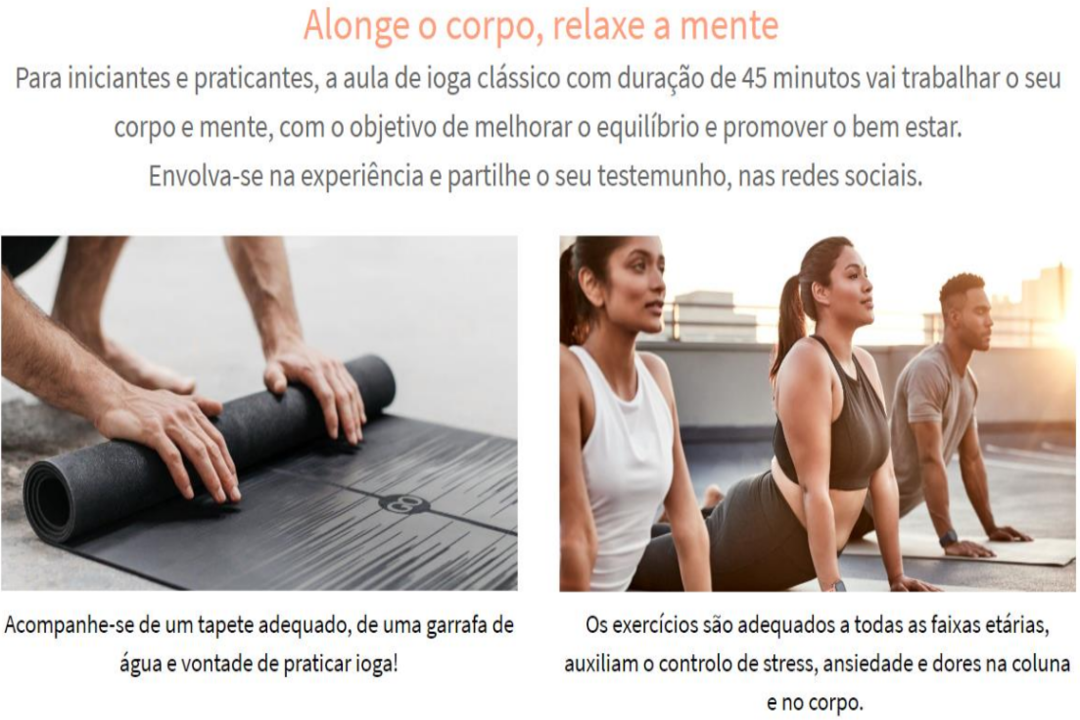 Alonge o corpo, relaxe a mente
Para iniciantes e praticantes, a aula de ioga clássico com duração de 45 minutos vai trabalhar o seu
corpo e mente, com o objetivo de melhorar o equilíbrio e promover o bem estar.
Envolva-se na experiência e partilhe o seu testemunho, nas redes sociais.
Acompanhe-se de um tapete adequado, de uma garrafa de
água e vontade de praticar ioga!
Os exercícios são adequados a todas as faixas etárias,
auxiliam o controlo de stress, ansiedade e dores na coluna
e no corpo.